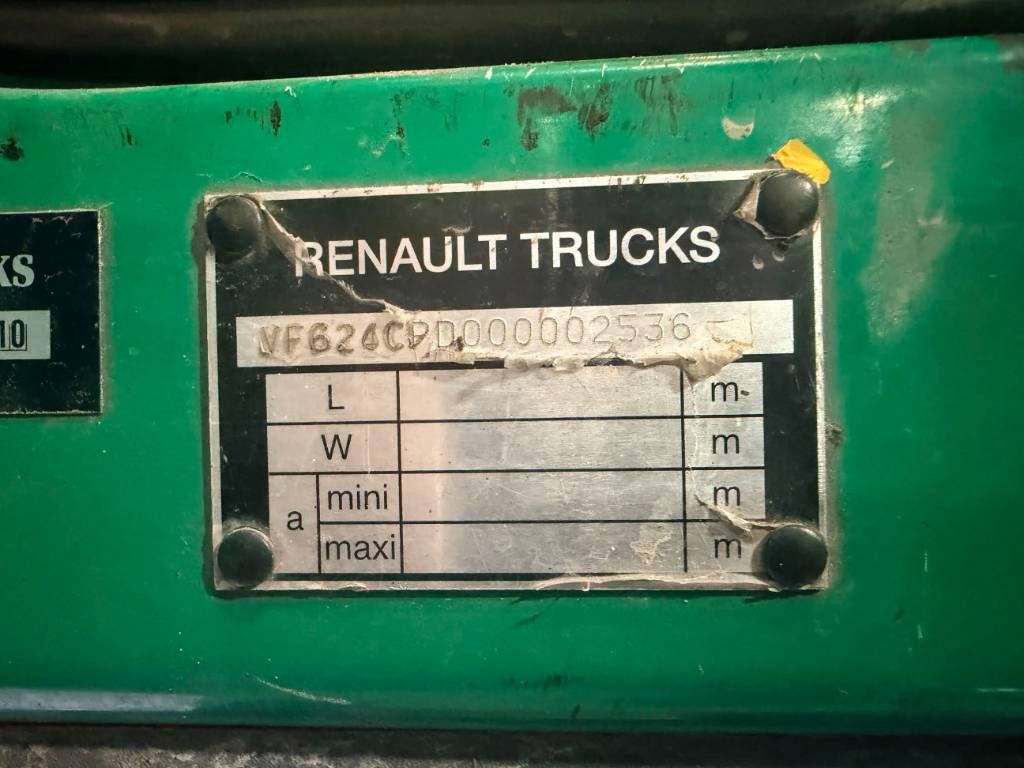 KS
10
RENAULT TRUCKS
VF624CPD000002536
L m
W m
a mini m
maxi m